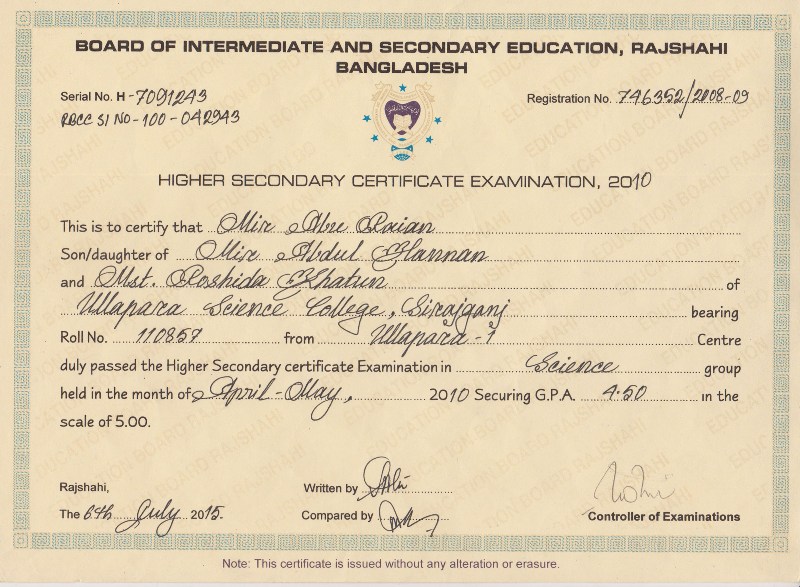 BOARD OF INTERMEDIATE AND SECONDARY EDUCATION, RAJSHAHI
BANGLADESH
Serial No. H-7091243
Registration No. 746352/2008-09
RBCC Sl No-100-042943
HIGHER SECONDARY CERTIFICATE EXAMINATION, 2010
This is to certify that Mir Abu Raian
Son/daughter of Mir Abdul Hannan
and Mst. Roshida Khatun of
Ullapara Science College, Sirajganj bearing
Roll No. 110857 from Ullapara-1 Centre
duly passed the Higher Secondary certificate Examination in Science group
held in the month of April-May, 2010 Securing G.P.A. 4.50 in the
scale of 5.00.
Rajshahi,
Written by
The 6th July 2015.
Compared by
Controller of Examinations
Note: This certificate is issued without any alteration or erasure.